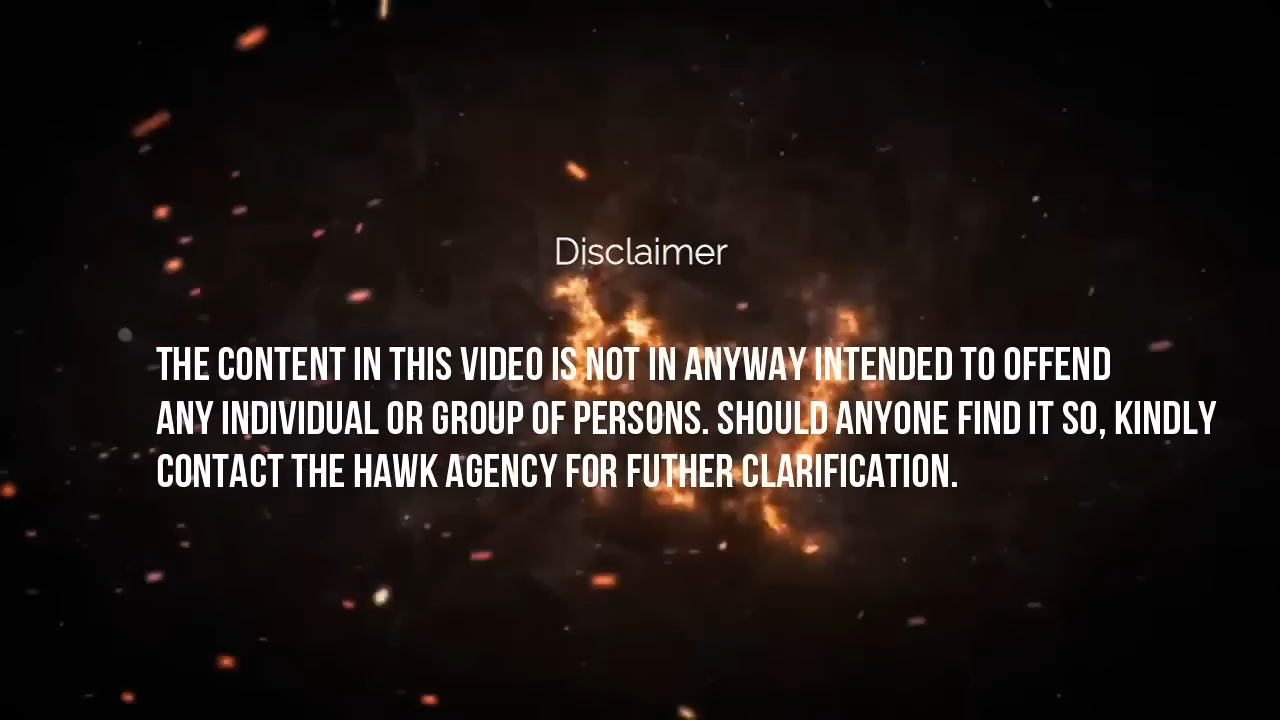 Disclaimer
THE CONTENT IN THIS VIDEO IS NOT IN ANYWAY INTENDED TO OFFEND
ANY INDIVIDUAL OR GROUP OF PERSONS. SHOULD ANYONE FIND IT SO, KINDLY
CONTACT THE HAWK AGENCY FOR FUTHER CLARIFICATION.